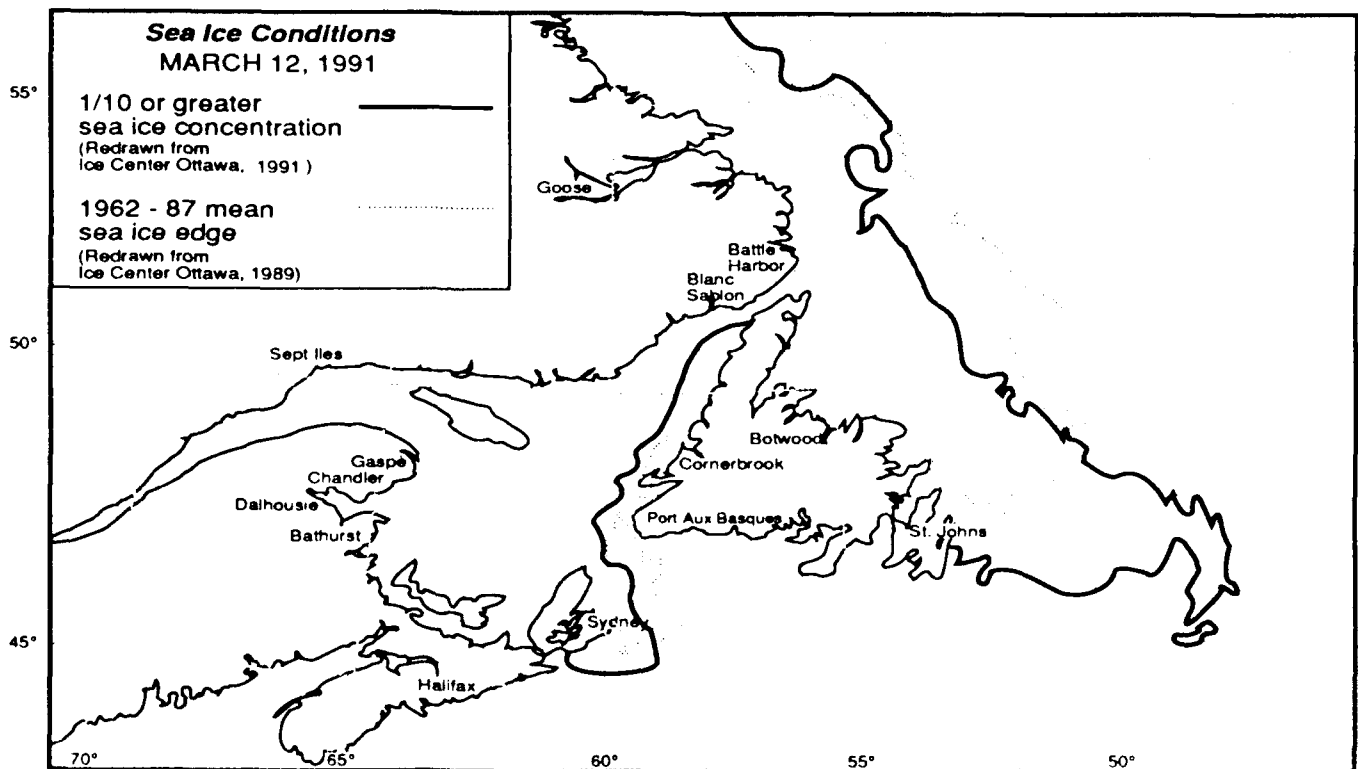 Sea Ice Conditions
MARCH 12, 1991
1/10 or greater
sea ice concentration
(Redrawn from
Ice Center Ottawa, 1991 )
1962 - 87 mean
sea ice edge
(Redrawn from
Ice Center Ottawa, 1989)
55°
Goose
Battle
Harbor
Blanc
Sablon
50°
Sept Iles
Botwood
Gaspe
Cornerbrook
Chandler
Dalhousie
Port Aux Basques
Bathurst
St. Johns
Sydney
45°
Halifax
70°
65°
60°
55°
50°